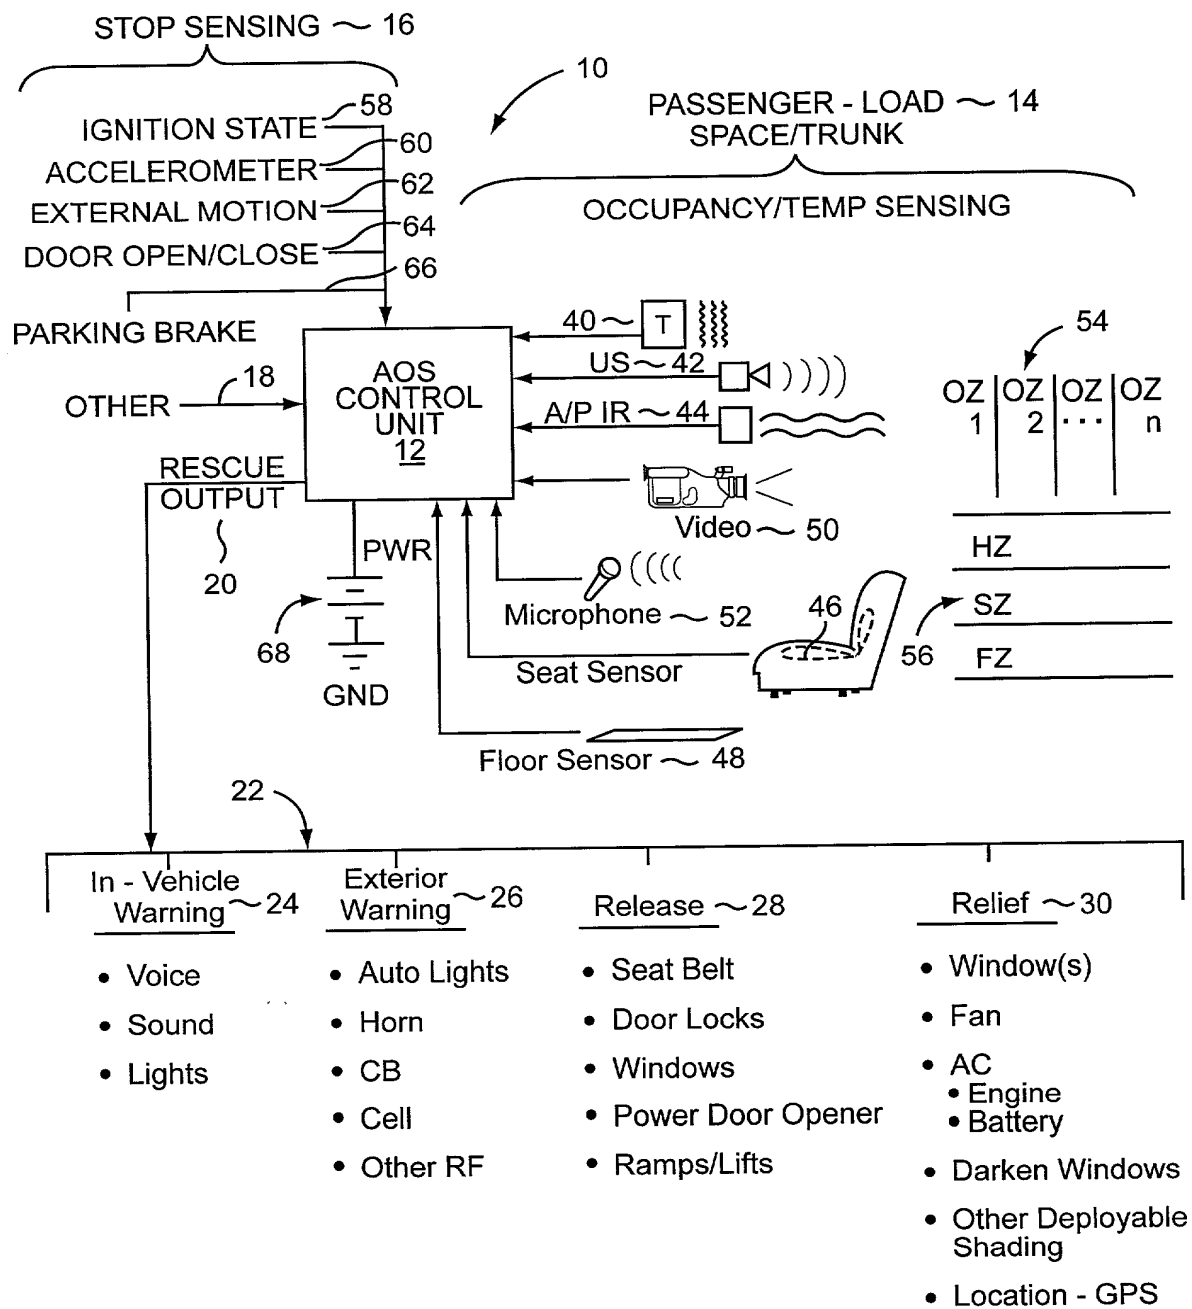 STOP SENSING ~ 16
10
PASSENGER - LOAD ~ 14
SPACE/TRUNK
OCCUPANCY/TEMP SENSING
IGNITION STATE 58
ACCELEROMETER 60
EXTERNAL MOTION 62
DOOR OPEN/CLOSE 64
66
PARKING BRAKE
OTHER 18
AOS
CONTROL
UNIT
12
40 ~ T
US ~ 42
A/P IR ~ 44
Video ~ 50
Microphone ~ 52
46
Seat Sensor
Floor Sensor ~ 48
54
OZ OZ OZ OZ
1 2 ... n
HZ
SZ
56
FZ
RESCUE
OUTPUT
20
PWR
68
GND
22
In - Vehicle
Warning ~ 24
• Voice
• Sound
• Lights
Exterior
Warning ~ 26
• Auto Lights
• Horn
• CB
• Cell
• Other RF
Release ~ 28
• Seat Belt
• Door Locks
• Windows
• Power Door Opener
• Ramps/Lifts
Relief ~ 30
• Window(s)
• Fan
• AC
• Engine
• Battery
• Darken Windows
• Other Deployable
Shading
• Location - GPS